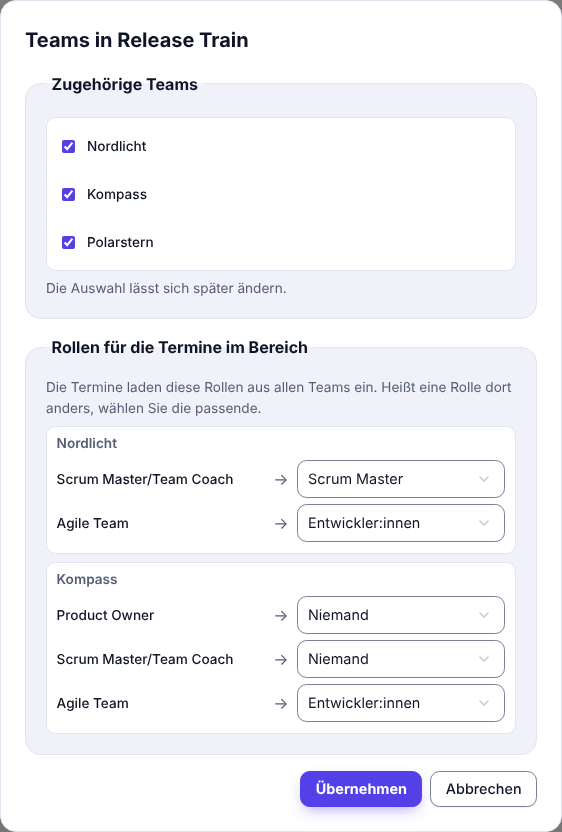 Teams in Release Train
Zugehörige Teams
Nordlicht
Kompass
Polarstern
Die Auswahl lässt sich später ändern.
Rollen für die Termine im Bereich
Die Termine laden diese Rollen aus allen Teams ein. Heißt eine Rolle dort
anders, wählen Sie die passende.
Nordlicht
Scrum Master/Team Coach → Scrum Master
Agile Team → Entwickler:innen
Kompass
Product Owner → Niemand
Scrum Master/Team Coach → Niemand
Agile Team → Entwickler:innen
Übernehmen Abbrechen